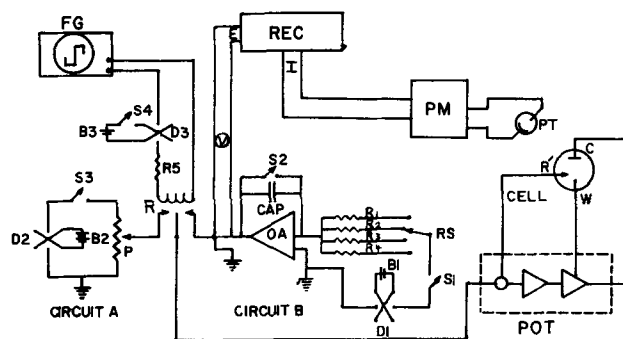 FG
REC
E
I
PM
PT
S4
B3
D3
R5
V
S2
CAP
OA
S3
R
D2
B2
P
R1
R2
R3
R4
RS
S1
B1
D1
CIRCUIT A
CIRCUIT B
C
R'
W
CELL
POT